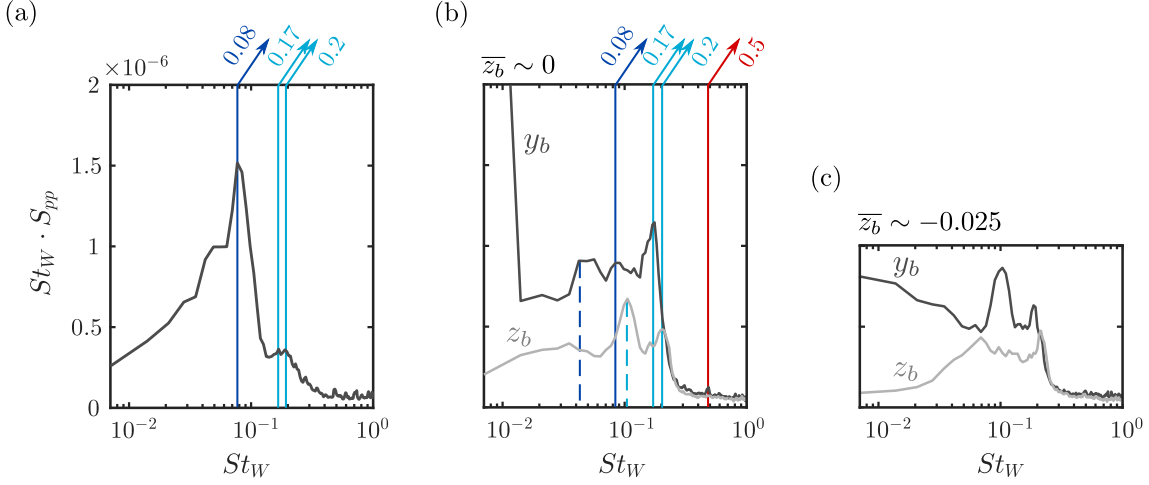 (a)
0.08
0.17
0.2
×10⁻⁶
2
1.5
1
0.5
0
St_W · S_pp
10⁻²
10⁻¹
10⁰
St_W
(b)
z̅_b̅ ∼ 0
0.08
0.17
0.2
0.5
y_b
z_b
10⁻²
10⁻¹
10⁰
St_W
(c)
z̅_b̅ ∼ −0.025
y_b
z_b
10⁻²
10⁻¹
10⁰
St_W